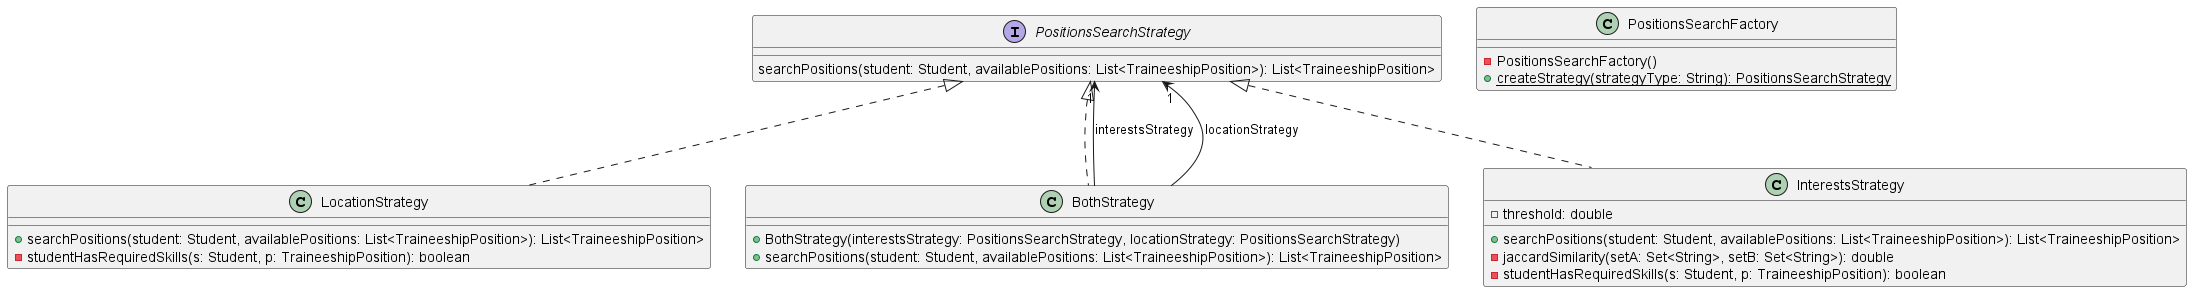 I PositionsSearchStrategy
searchPositions(student: Student, availablePositions: List<TraineeshipPosition>): List<TraineeshipPosition>
C PositionsSearchFactory
PositionsSearchFactory()
createStrategy(strategyType: String): PositionsSearchStrategy
1
1
interestsStrategy
locationStrategy
C LocationStrategy
searchPositions(student: Student, availablePositions: List<TraineeshipPosition>): List<TraineeshipPosition>
studentHasRequiredSkills(s: Student, p: TraineeshipPosition): boolean
C BothStrategy
BothStrategy(interestsStrategy: PositionsSearchStrategy, locationStrategy: PositionsSearchStrategy)
searchPositions(student: Student, availablePositions: List<TraineeshipPosition>): List<TraineeshipPosition>
C InterestsStrategy
threshold: double
searchPositions(student: Student, availablePositions: List<TraineeshipPosition>): List<TraineeshipPosition>
jaccardSimilarity(setA: Set<String>, setB: Set<String>): double
studentHasRequiredSkills(s: Student, p: TraineeshipPosition): boolean